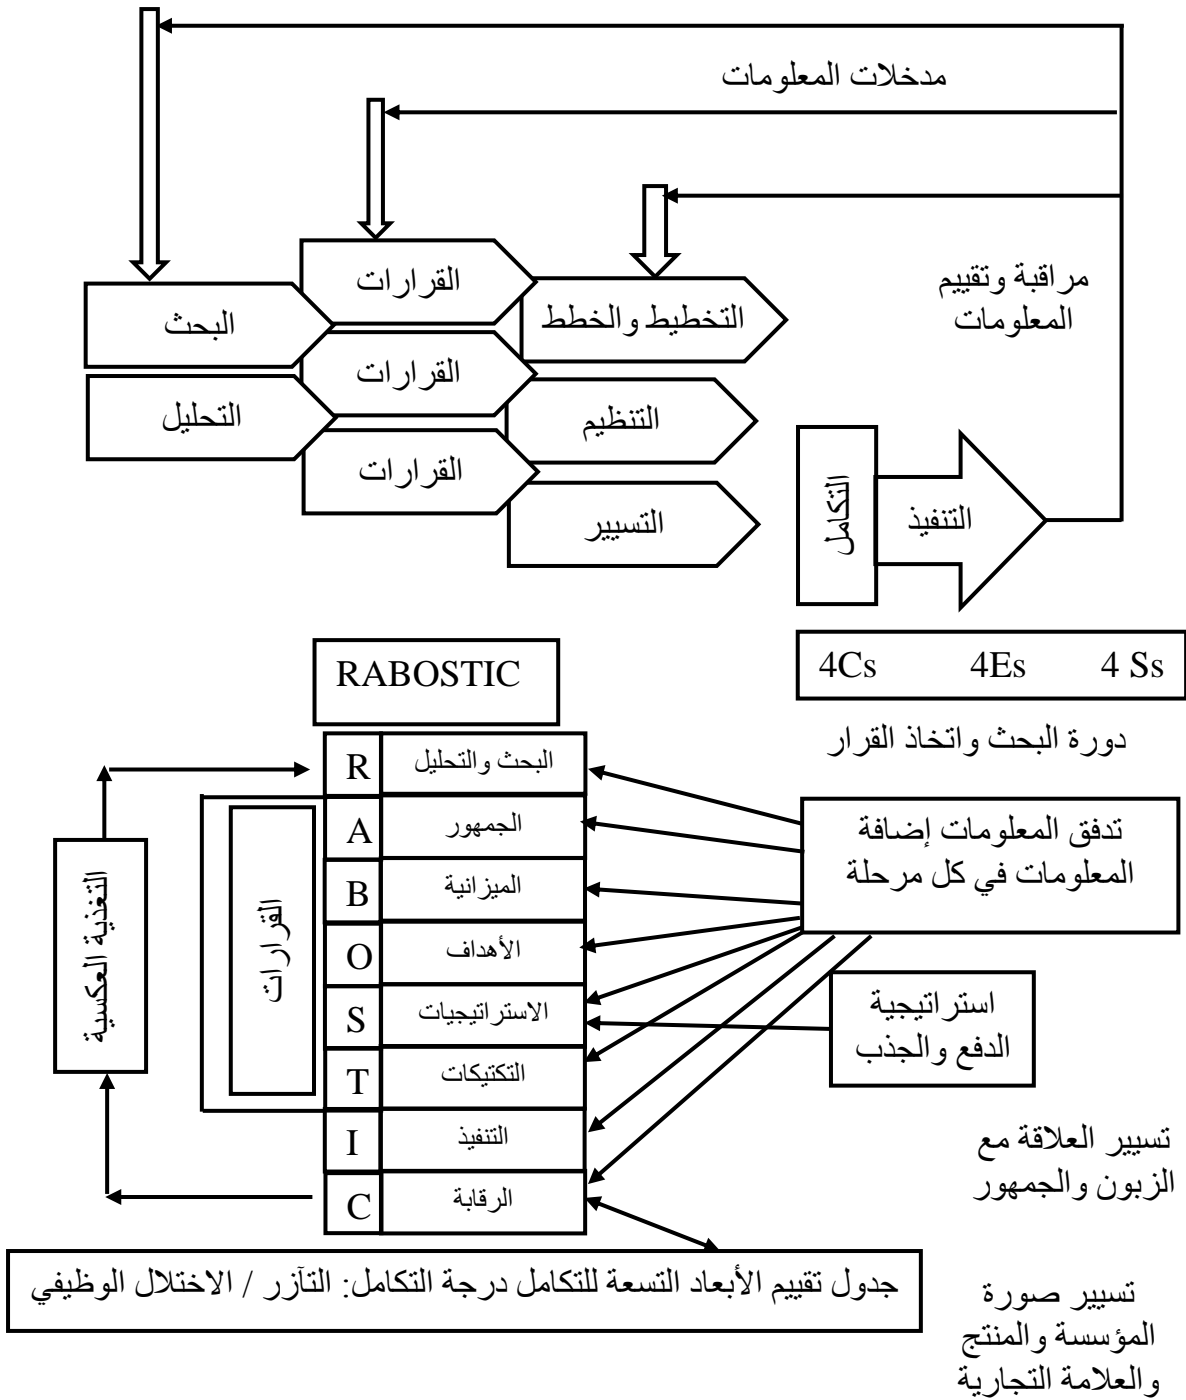 مدخلات المعلومات
القرارات
البحث
التخطيط والخطط
مراقبة وتقييم
المعلومات
القرارات
التحليل
التنظيم
القرارات
التسيير
التكامل
التنفيذ
RABOSTIC
4Cs 4Es 4 Ss
دورة البحث واتخاذ القرار
R البحث والتحليل
A الجمهور
B الميزانية
O الأهداف
S الاستراتيجيات
T التكتيكات
I التنفيذ
C الرقابة
التغذية العكسية
القرارات
تدفق المعلومات إضافة
المعلومات في كل مرحلة
استراتيجية
الدفع والجذب
تسيير العلاقة مع
الزبون والجمهور
جدول تقييم الأبعاد التسعة للتكامل درجة التكامل: التآزر / الاختلال الوظيفي
تسيير صورة
المؤسسة والمنتج
والعلامة التجارية